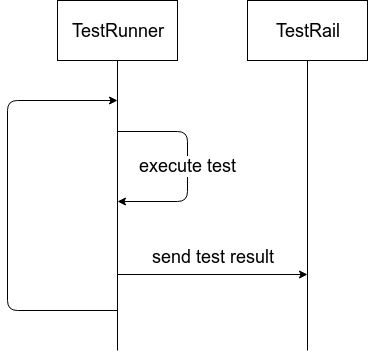 TestRunner
TestRail
execute test
send test result